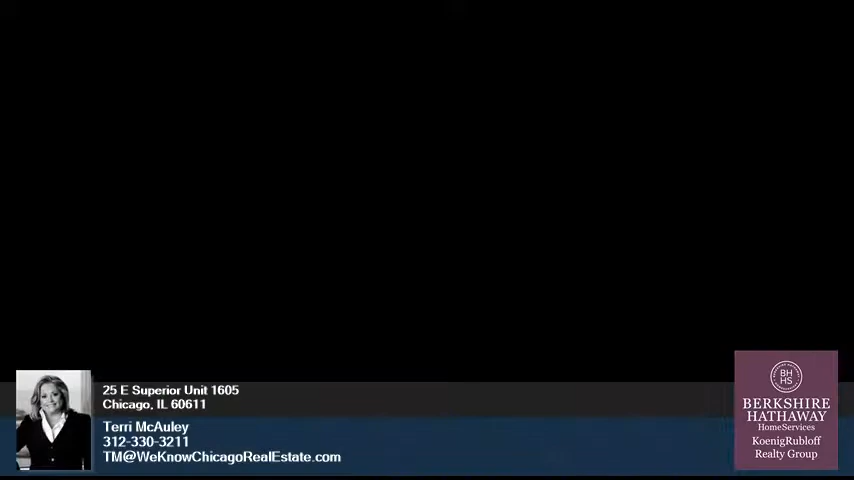 25 E Superior Unit 1605
Chicago, IL 60611
Terri McAuley
312-330-3211
TM@WeKnowChicagoRealEstate.com
BH
HS
BERKSHIRE
HATHAWAY
HomeServices
KoenigRubloff
Realty Group